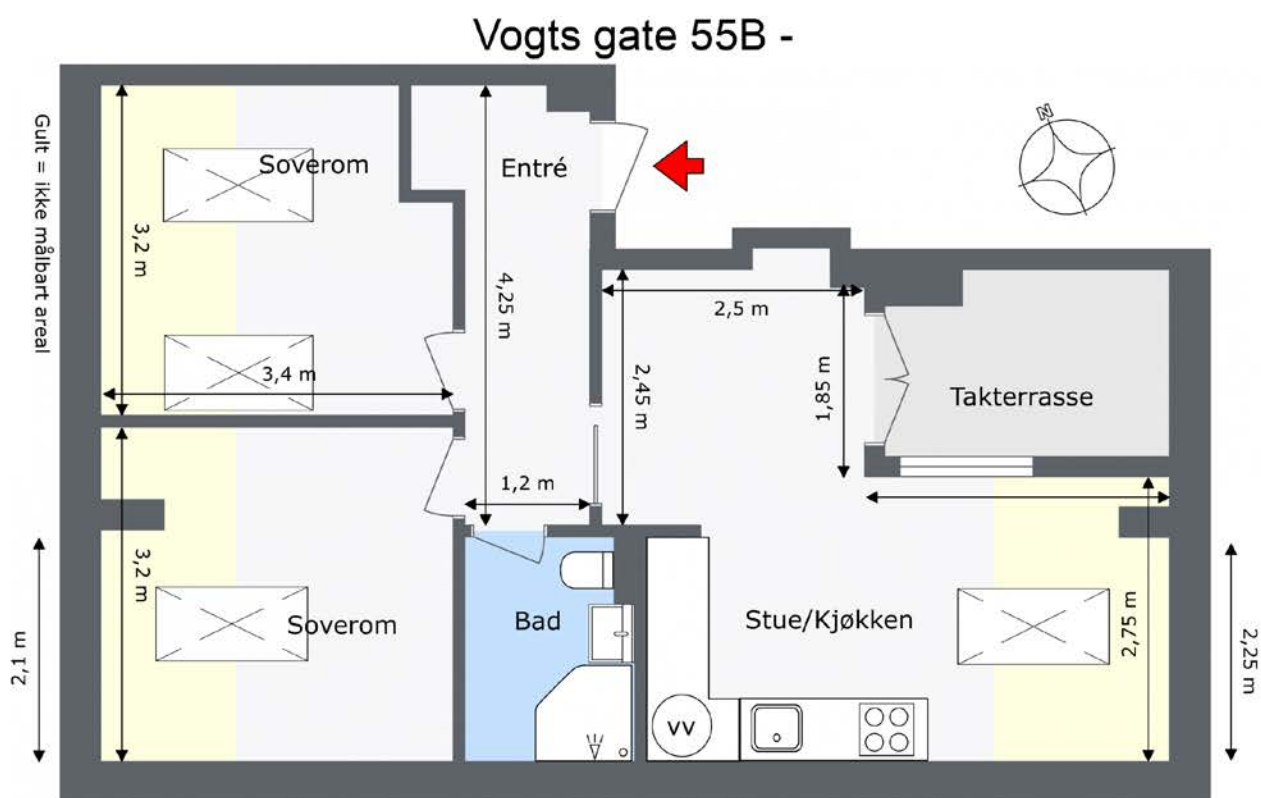 Vogts gate 55B -
Gult = ikke målbart areal
Soverom
Entré
N
3,2 m
4,25 m
2,5 m
3,4 m
2,45 m
1,85 m
Takterrasse
1,2 m
3,2 m
Soverom
Bad
Stue/Kjøkken
2,75 m
2,1 m
2,25 m
VV